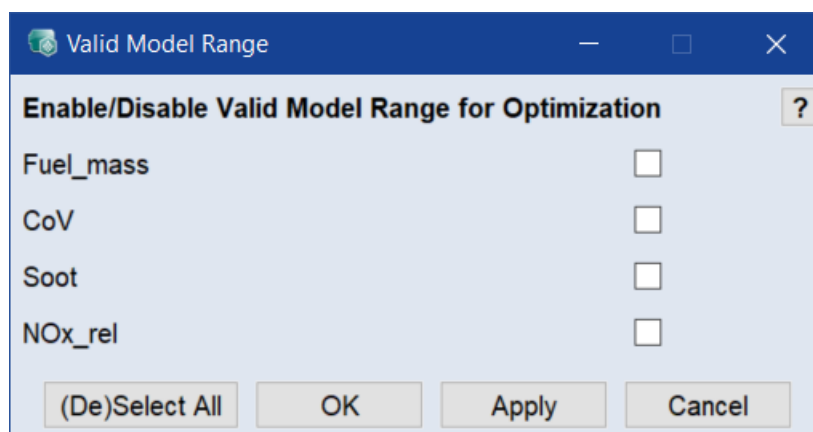 Valid Model Range
Enable/Disable Valid Model Range for Optimization ?
Fuel_mass
CoV
Soot
NOx_rel
(De)Select All OK Apply Cancel